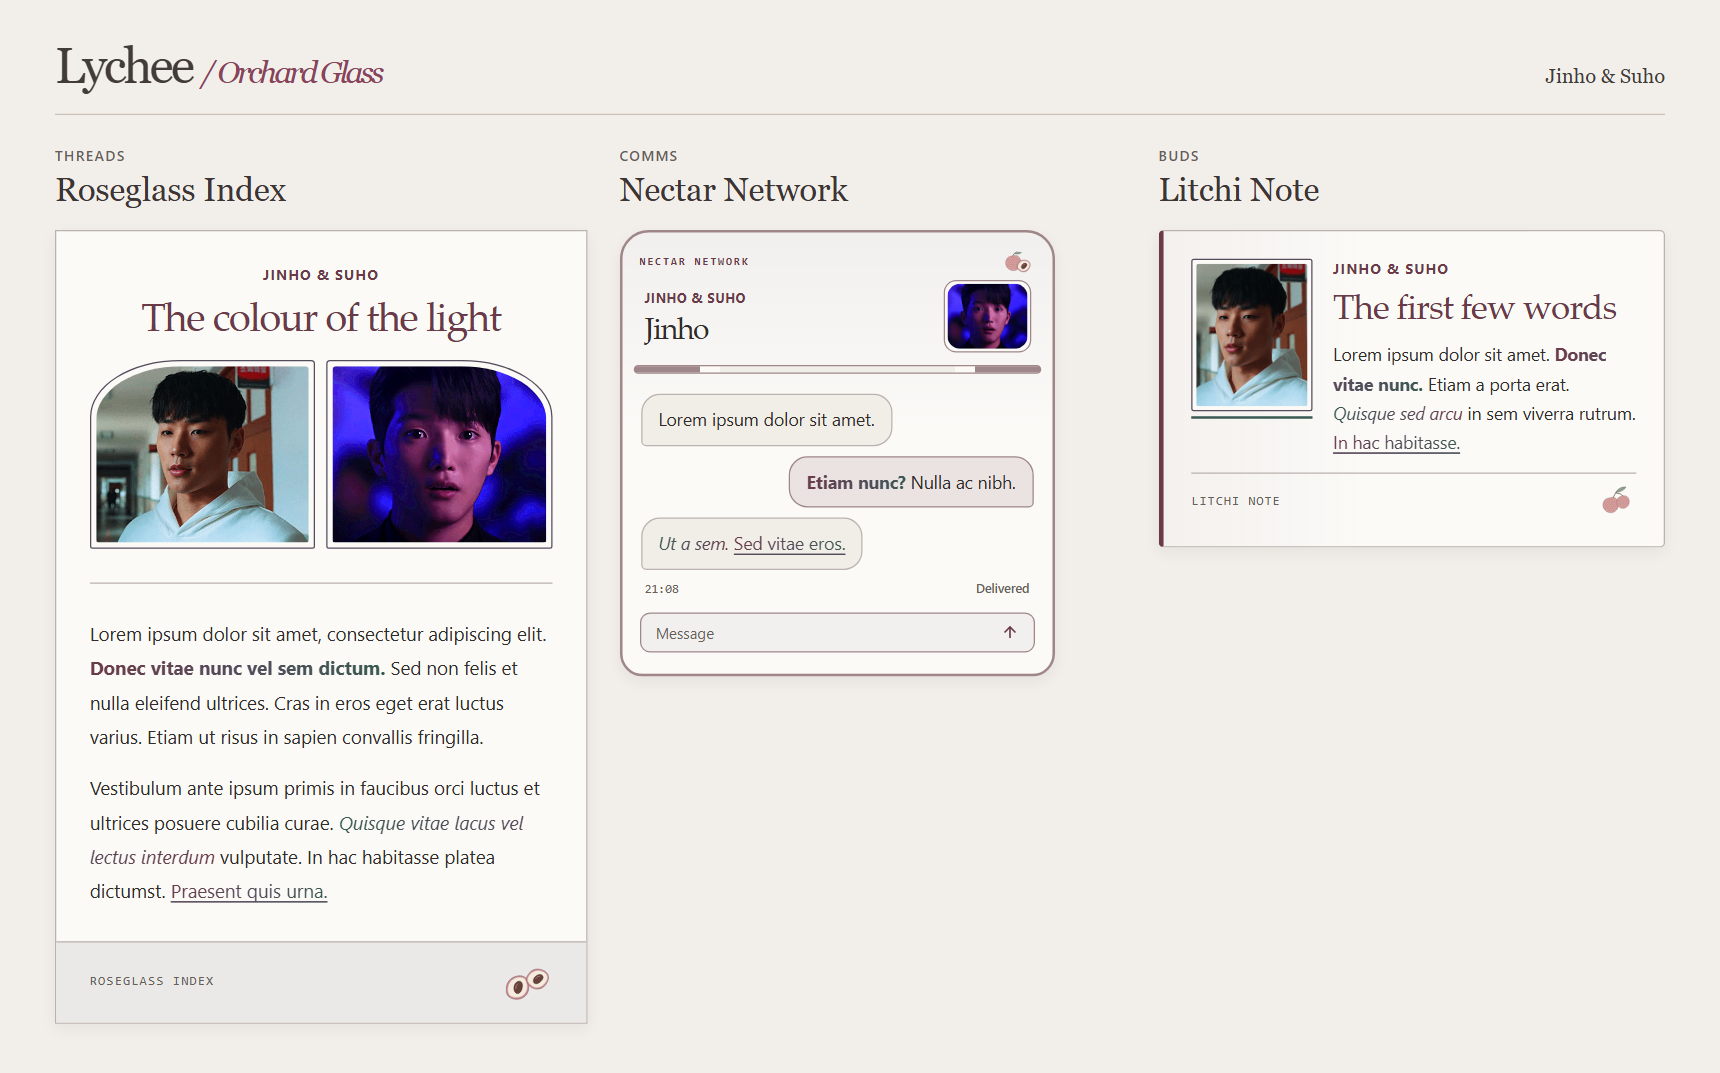 Lychee / Orchard Glass
Jinho & Suho
THREADS
Roseglass Index
JINHO & SUHO
The colour of the light
Lorem ipsum dolor sit amet, consectetur adipiscing elit.
Donec vitae nunc vel sem dictum. Sed non felis et
nulla eleifend ultrices. Cras in eros eget erat luctus
varius. Etiam ut risus in sapien convallis fringilla.
Vestibulum ante ipsum primis in faucibus orci luctus et
ultrices posuere cubilia curae. Quisque vitae lacus vel
lectus interdum vulputate. In hac habitasse platea
dictumst. Praesent quis urna.
ROSEGLASS INDEX
COMMS
Nectar Network
NECTAR NETWORK
JINHO & SUHO
Jinho
Lorem ipsum dolor sit amet.
Etiam nunc? Nulla ac nibh.
Ut a sem. Sed vitae eros.
21:08
Delivered
Message
BUDS
Litchi Note
JINHO & SUHO
The first few words
Lorem ipsum dolor sit amet. Donec
vitae nunc. Etiam a porta erat.
Quisque sed arcu in sem viverra rutrum.
In hac habitasse.
LITCHI NOTE